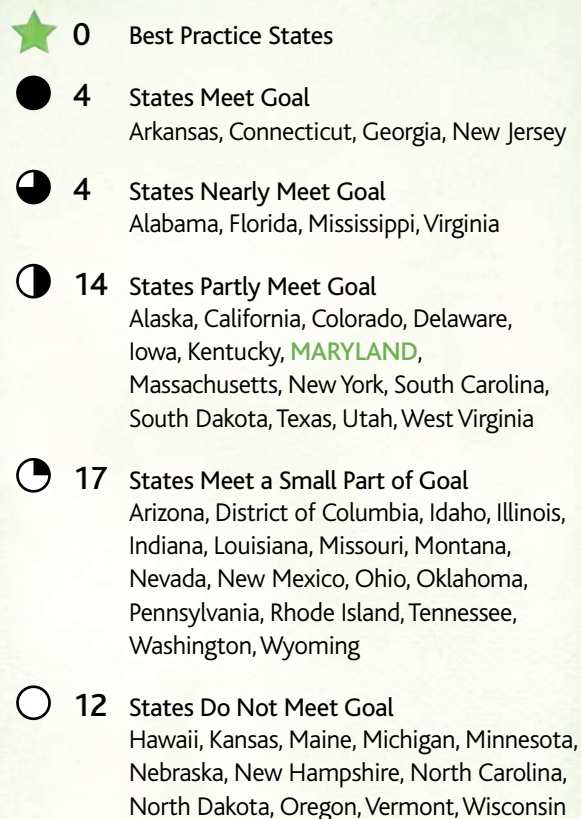 0 Best Practice States
4 States Meet Goal
Arkansas, Connecticut, Georgia, New Jersey
4 States Nearly Meet Goal
Alabama, Florida, Mississippi, Virginia
14 States Partly Meet Goal
Alaska, California, Colorado, Delaware,
Iowa, Kentucky, MARYLAND,
Massachusetts, New York, South Carolina,
South Dakota, Texas, Utah, West Virginia
17 States Meet a Small Part of Goal
Arizona, District of Columbia, Idaho, Illinois,
Indiana, Louisiana, Missouri, Montana,
Nevada, New Mexico, Ohio, Oklahoma,
Pennsylvania, Rhode Island, Tennessee,
Washington, Wyoming
12 States Do Not Meet Goal
Hawaii, Kansas, Maine, Michigan, Minnesota,
Nebraska, New Hampshire, North Carolina,
North Dakota, Oregon, Vermont, Wisconsin